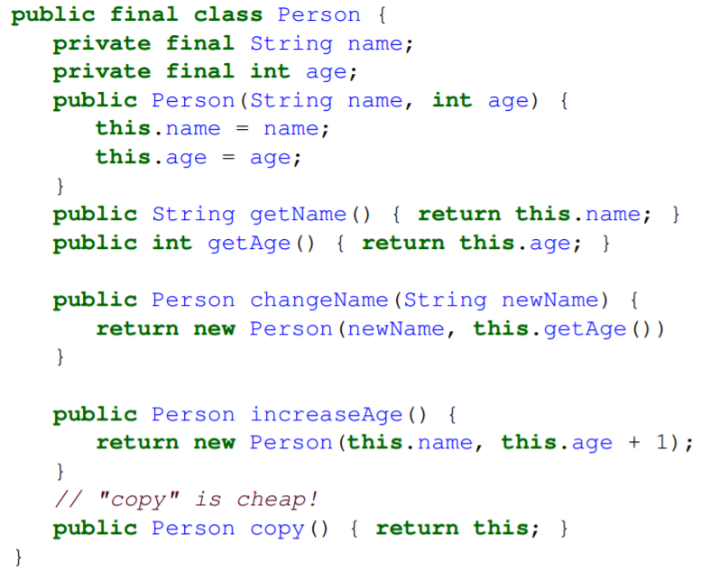 public final class Person {
private final String name;
private final int age;
public Person(String name, int age) {
this.name = name;
this.age = age;
}
public String getName() { return this.name; }
public int getAge() { return this.age; }
public Person changeName(String newName) {
return new Person(newName, this.getAge())
}
public Person increaseAge() {
return new Person(this.name, this.age + 1);
}
// "copy" is cheap!
public Person copy() { return this; }
}